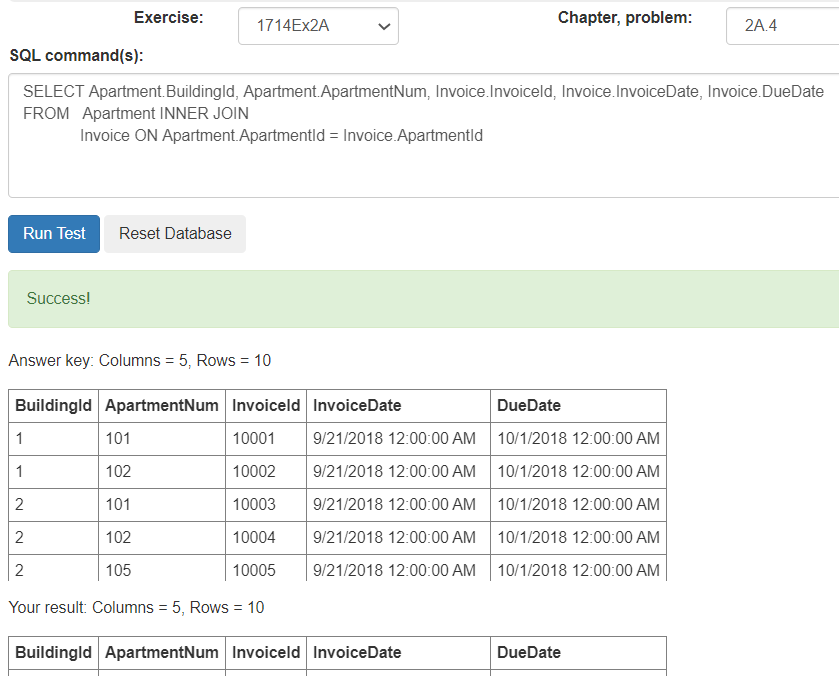 Exercise: 1714Ex2A Chapter, problem: 2A.4
SQL command(s):
SELECT Apartment.BuildingId, Apartment.ApartmentNum, Invoice.InvoiceId, Invoice.InvoiceDate, Invoice.DueDate
FROM Apartment INNER JOIN
Invoice ON Apartment.ApartmentId = Invoice.ApartmentId
Run Test Reset Database
Success!
Answer key: Columns = 5, Rows = 10
BuildingId ApartmentNum InvoiceId InvoiceDate DueDate
1 101 10001 9/21/2018 12:00:00 AM 10/1/2018 12:00:00 AM
1 102 10002 9/21/2018 12:00:00 AM 10/1/2018 12:00:00 AM
2 101 10003 9/21/2018 12:00:00 AM 10/1/2018 12:00:00 AM
2 102 10004 9/21/2018 12:00:00 AM 10/1/2018 12:00:00 AM
2 105 10005 9/21/2018 12:00:00 AM 10/1/2018 12:00:00 AM
Your result: Columns = 5, Rows = 10
BuildingId ApartmentNum InvoiceId InvoiceDate DueDate